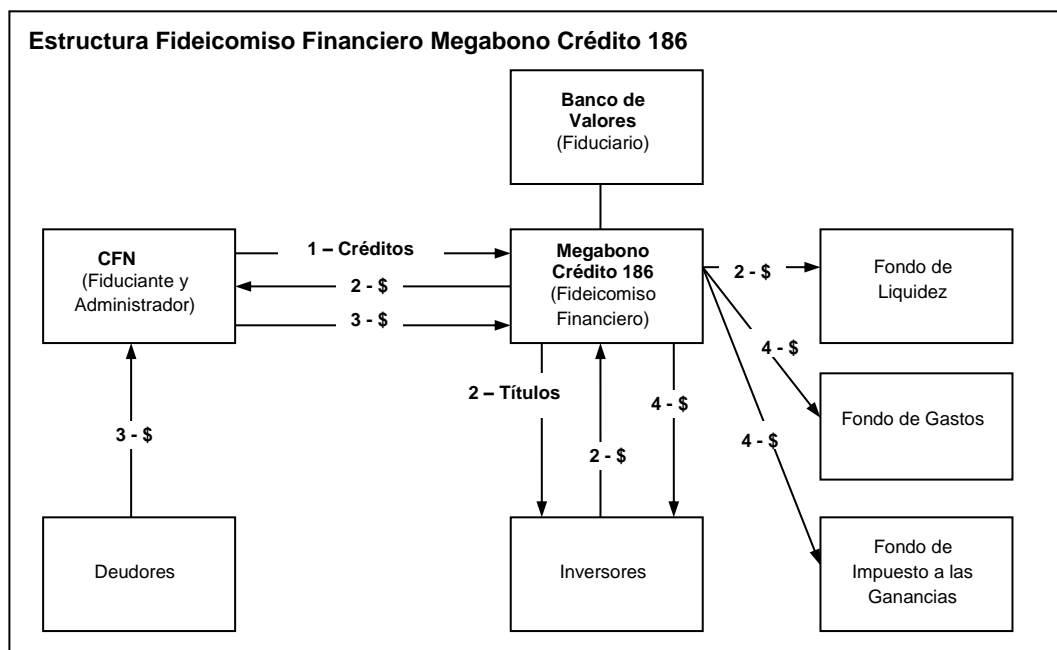 Estructura Fideicomiso Financiero Megabono Crédito 186
Banco de
Valores
(Fiduciario)
CFN
(Fiduciante y
Administrador)
1 – Créditos
2 - $
3 - $
Megabono
Crédito 186
(Fideicomiso
Financiero)
2 - $
Fondo de
Liquidez
4 - $
Fondo de Gastos
4 - $
Fondo de
Impuesto a las
Ganancias
2 – Títulos
2 - $
4 - $
3 - $
Deudores
Inversores